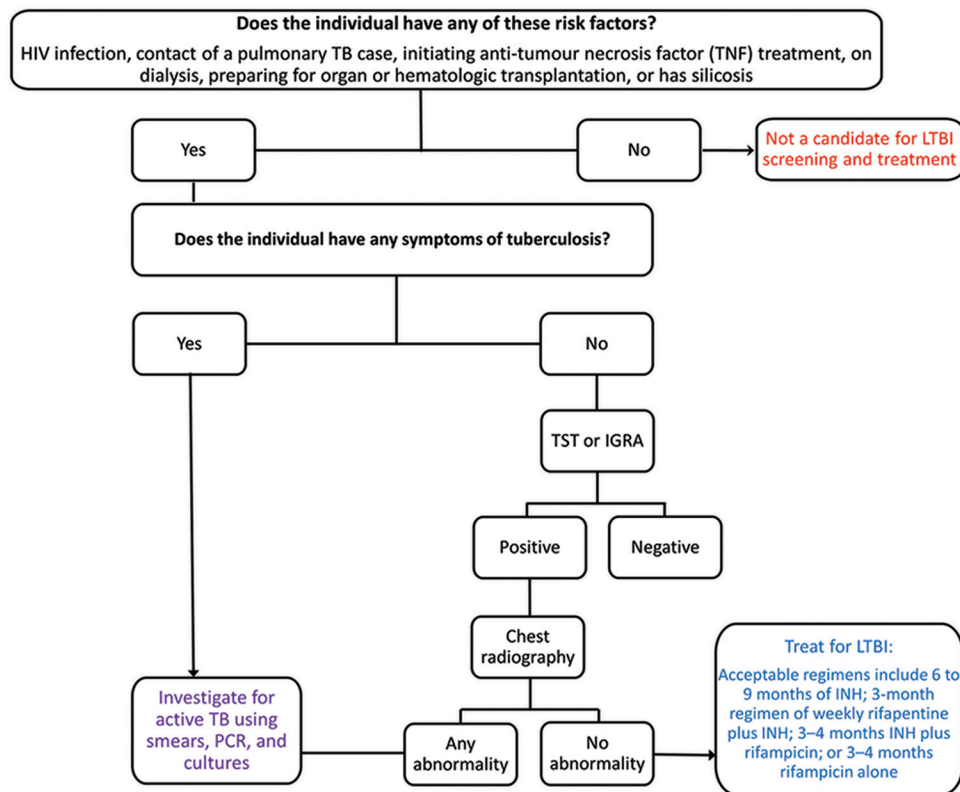 Does the individual have any of these risk factors?
HIV infection, contact of a pulmonary TB case, initiating anti-tumour necrosis factor (TNF) treatment, on
dialysis, preparing for organ or hematologic transplantation, or has silicosis
Yes
No
Not a candidate for LTBI
screening and treatment
Does the individual have any symptoms of tuberculosis?
Yes
No
TST or IGRA
Positive
Negative
Chest
radiography
Investigate for
active TB using
smears, PCR, and
cultures
Any
abnormality
No
abnormality
Treat for LTBI:
Acceptable regimens include 6 to
9 months of INH; 3-month
regimen of weekly rifapentine
plus INH; 3–4 months INH plus
rifampicin; or 3–4 months
rifampicin alone